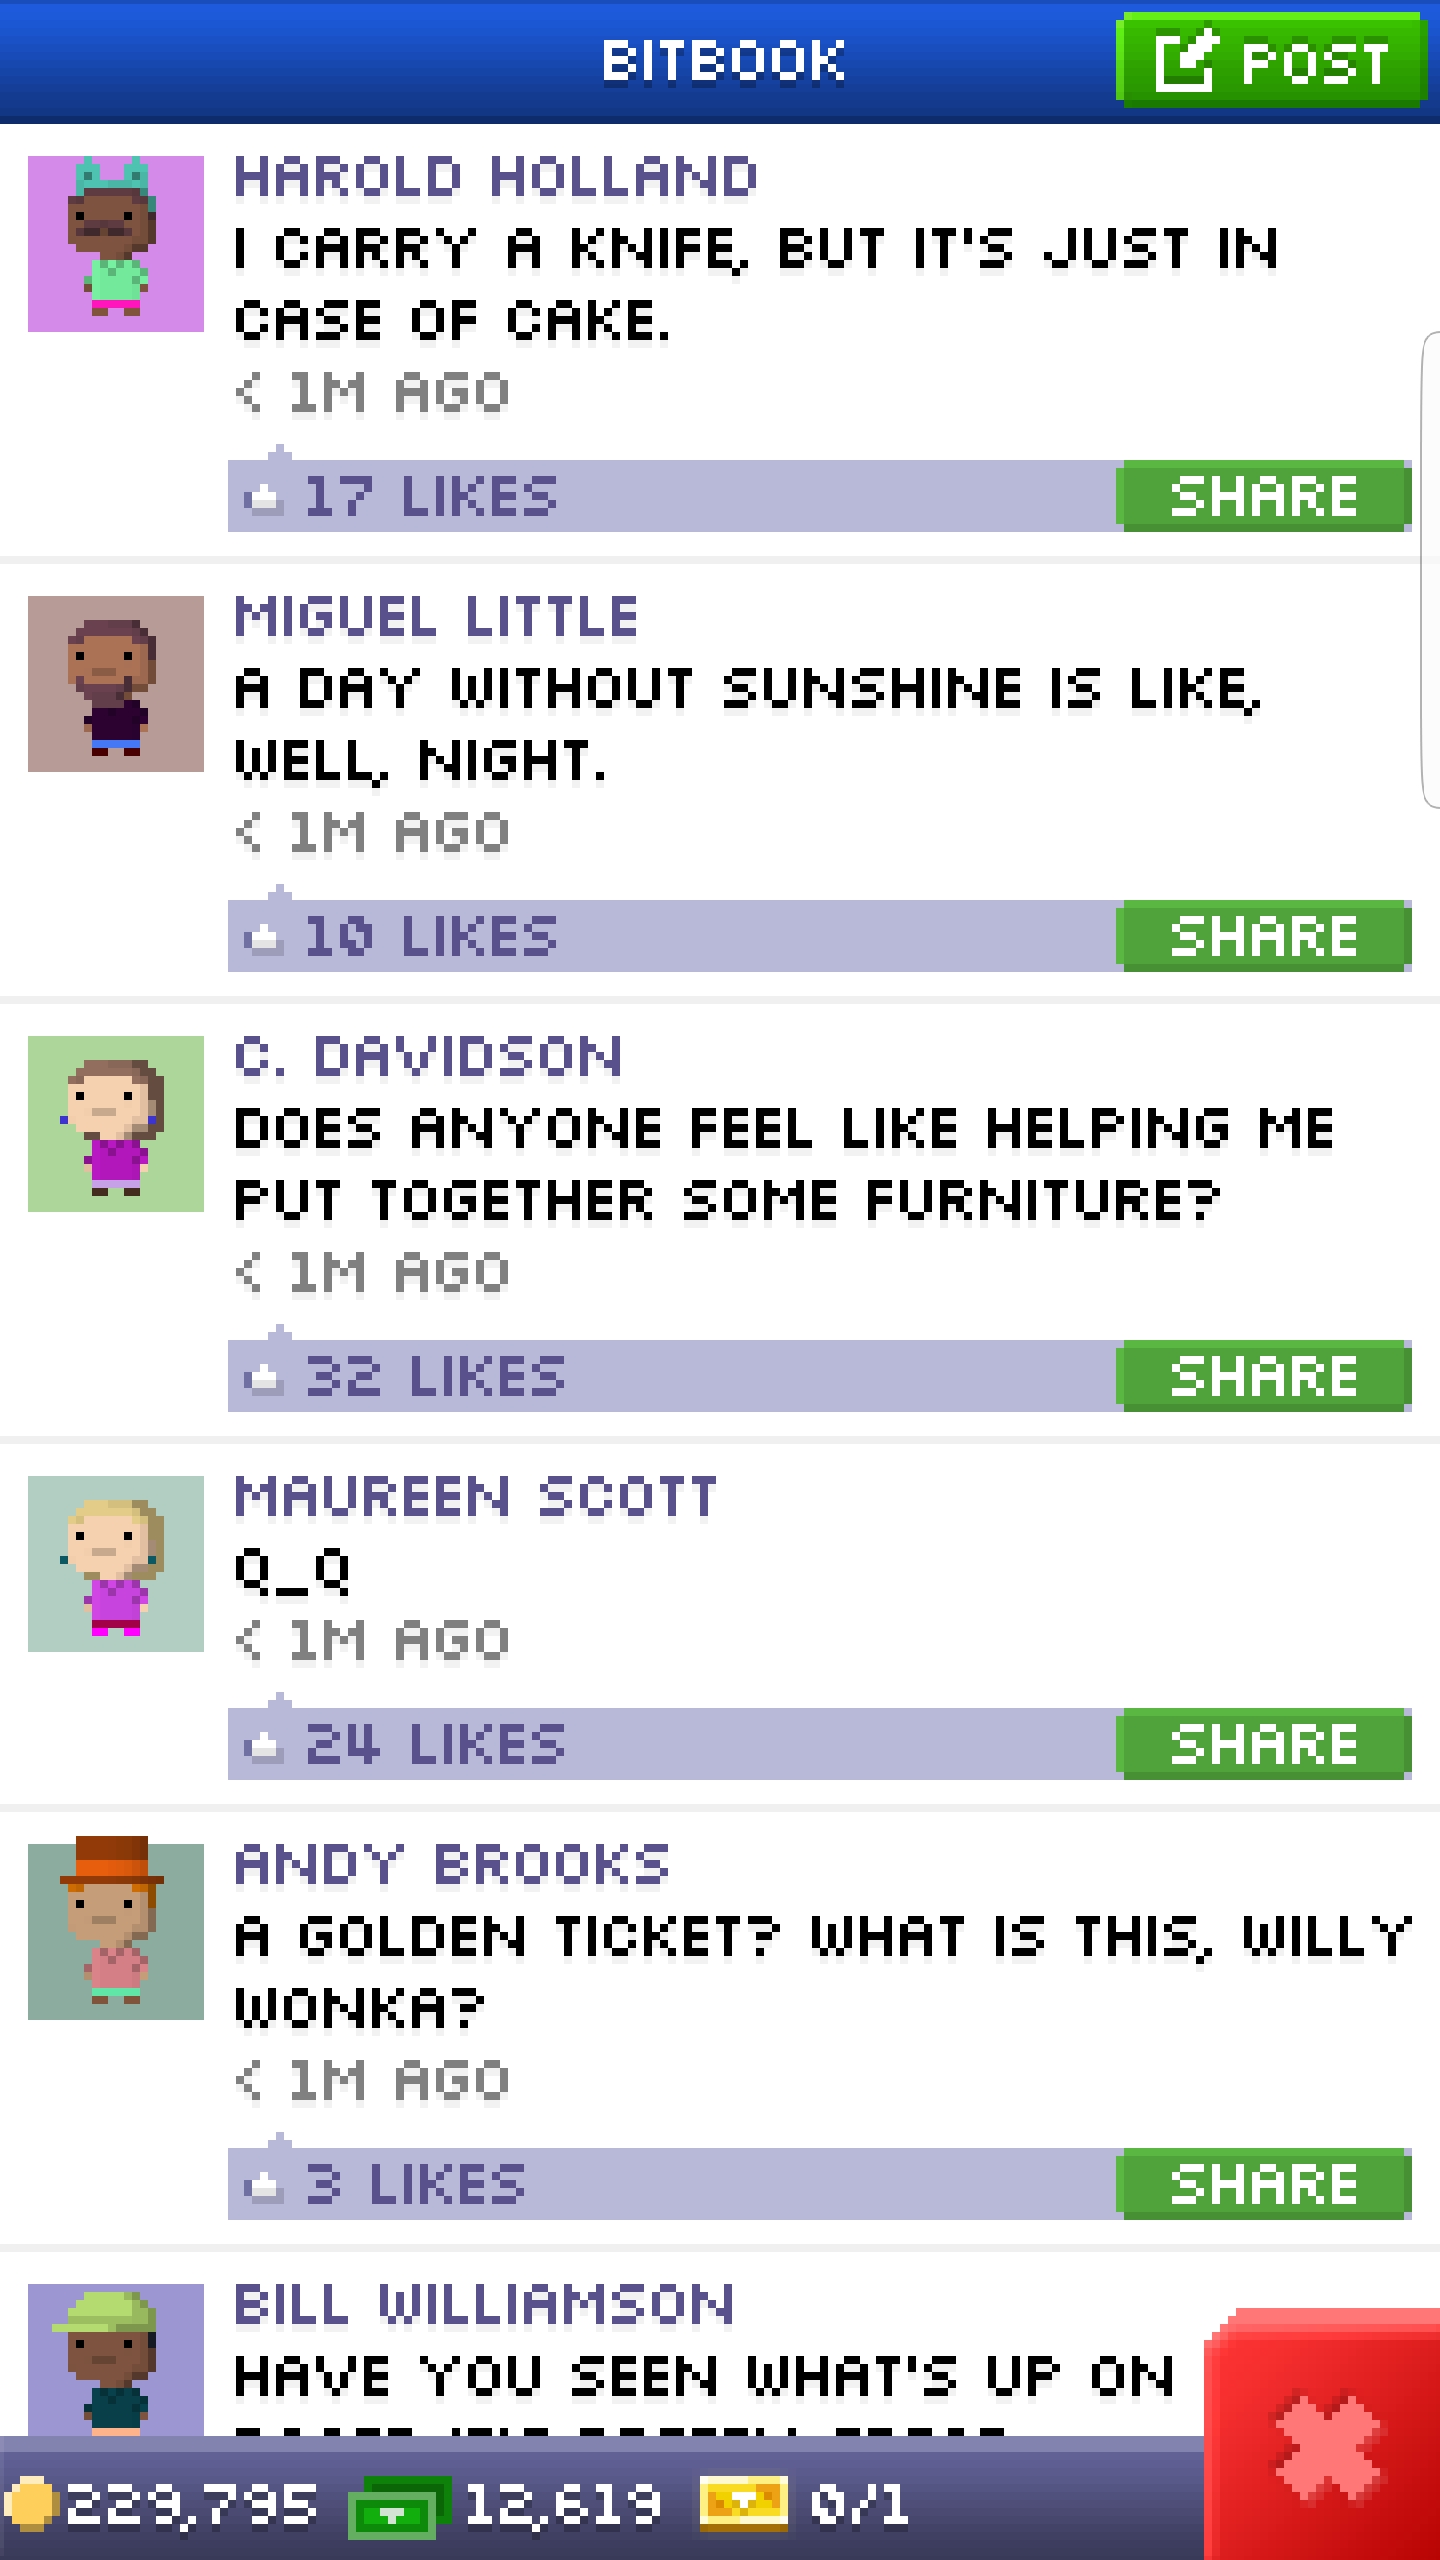 BITBOOK
POST
HAROLD HOLLAND
I CARRY A KNIFE, BUT IT'S JUST IN
CASE OF CAKE.
< 1M AGO
17 LIKES
SHARE
MIGUEL LITTLE
A DAY WITHOUT SUNSHINE IS LIKE,
WELL, NIGHT.
< 1M AGO
10 LIKES
SHARE
C. DAVIDSON
DOES ANYONE FEEL LIKE HELPING ME
PUT TOGETHER SOME FURNITURE?
< 1M AGO
32 LIKES
SHARE
MAUREEN SCOTT
Q_Q
< 1M AGO
24 LIKES
SHARE
ANDY BROOKS
A GOLDEN TICKET? WHAT IS THIS, WILLY
WONKA?
< 1M AGO
3 LIKES
SHARE
BILL WILLIAMSON
HAVE YOU SEEN WHAT'S UP ON
229,795
12,619
0/1